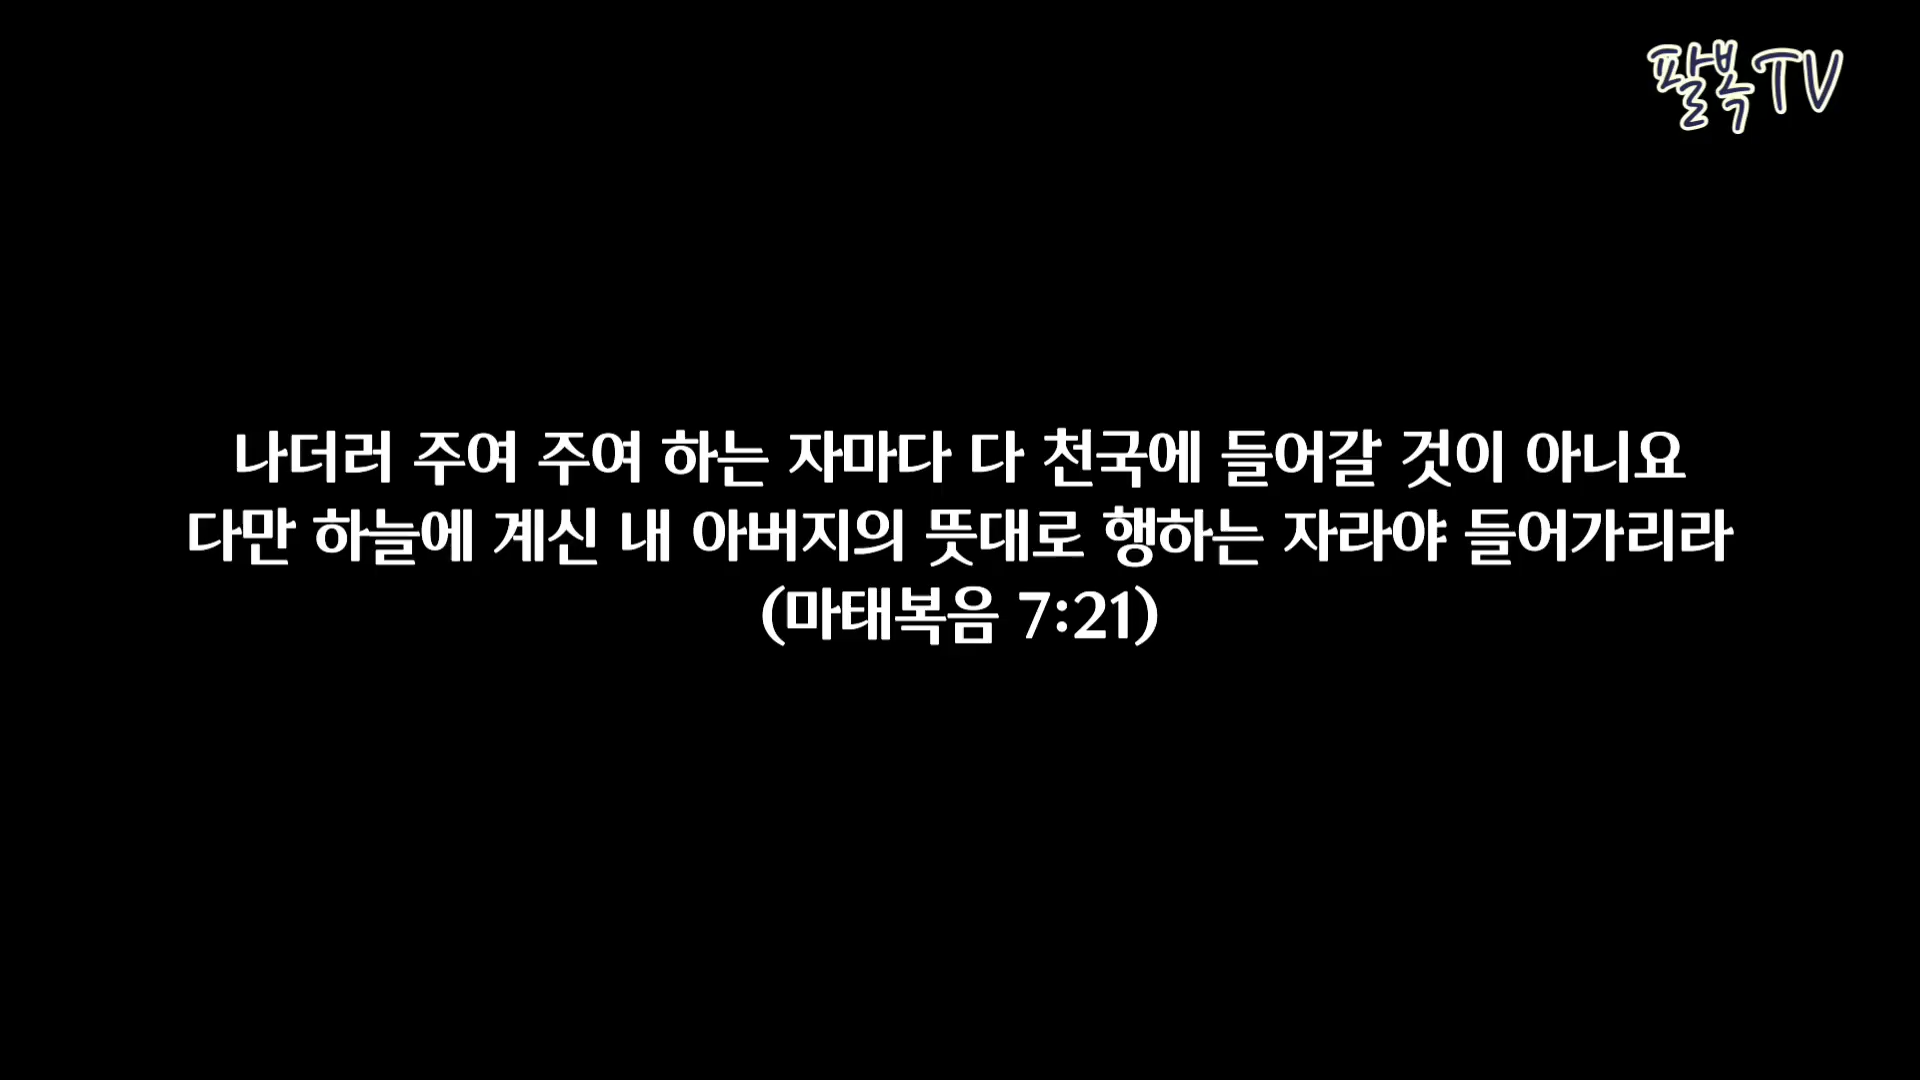 팔복TV
나더러 주여 주여 하는 자마다 다 천국에 들어갈 것이 아니요
다만 하늘에 계신 내 아버지의 뜻대로 행하는 자라야 들어가리라
(마태복음 7:21)